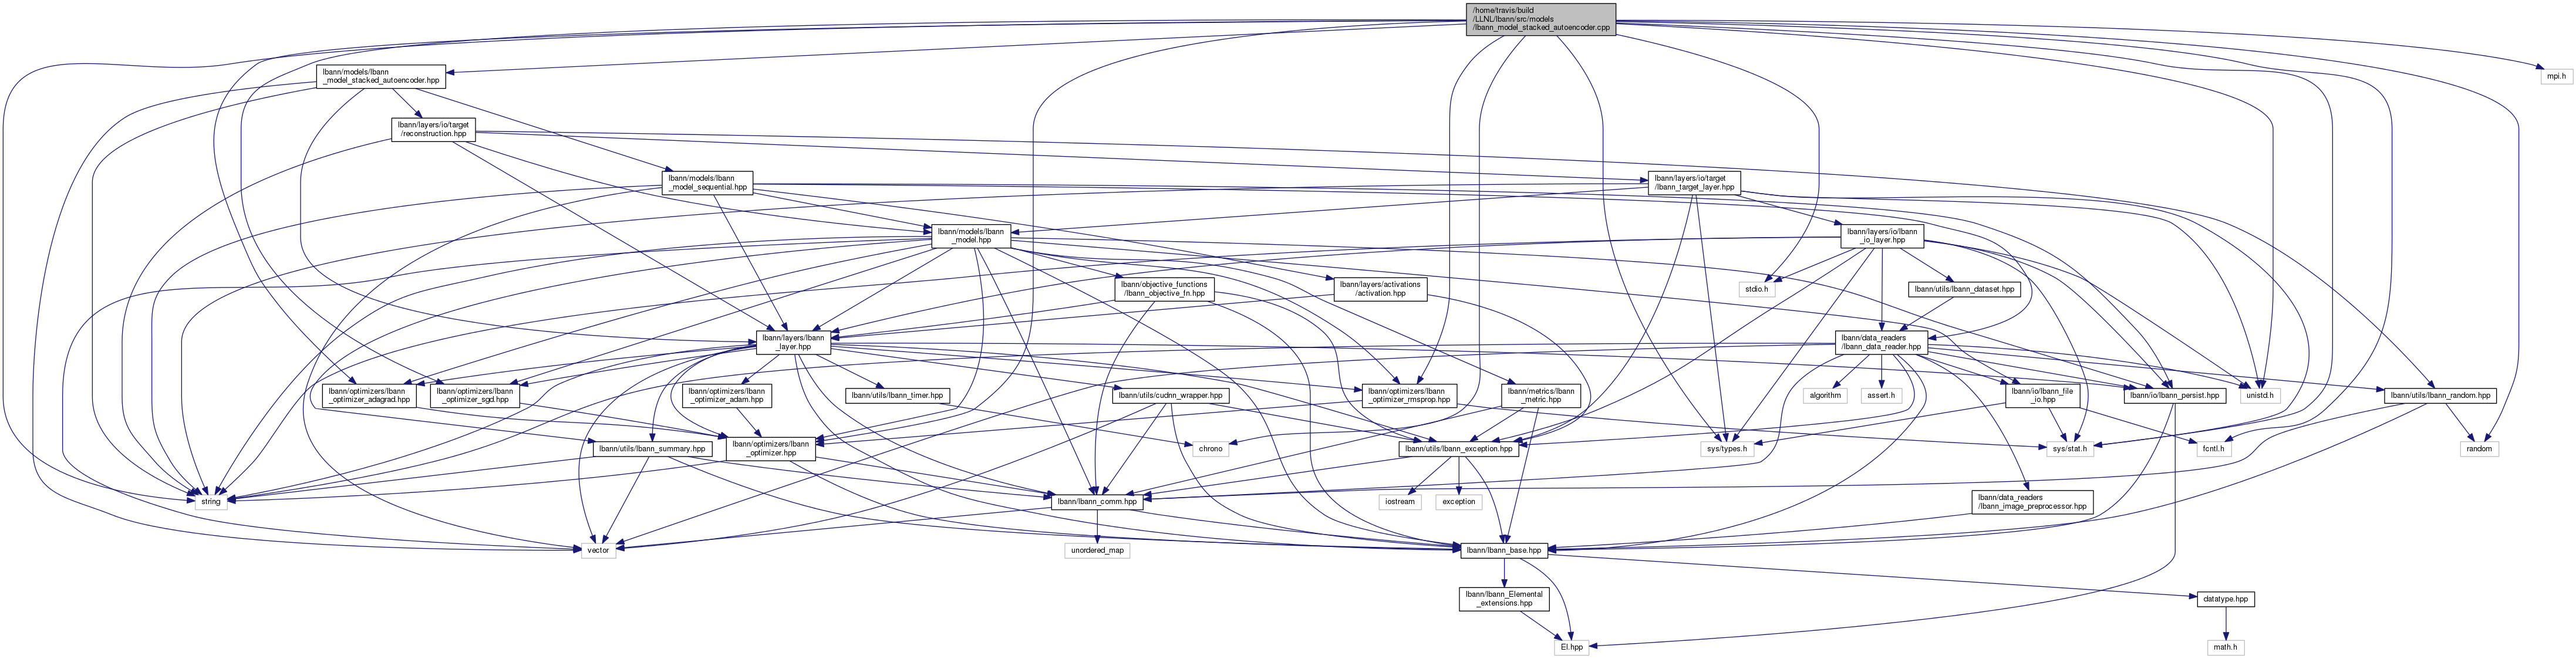 /home/travis/build
/LLNL/lbann/src/models
/lbann_model_stacked_autoencoder.cpp
lbann/models/lbann
_model_stacked_autoencoder.hpp
mpi.h
lbann/layers/io/target
/reconstruction.hpp
lbann/models/lbann
_model_sequential.hpp
lbann/layers/io/target
/lbann_target_layer.hpp
lbann/models/lbann
_model.hpp
lbann/layers/io/lbann
_io_layer.hpp
lbann/objective_functions
/lbann_objective_fn.hpp
lbann/layers/activations
/activation.hpp
stdio.h
lbann/utils/lbann_dataset.hpp
lbann/layers/lbann
_layer.hpp
lbann/data_readers
/lbann_data_reader.hpp
lbann/optimizers/lbann
_optimizer_adagrad.hpp
lbann/optimizers/lbann
_optimizer_sgd.hpp
lbann/optimizers/lbann
_optimizer_adam.hpp
lbann/utils/lbann_timer.hpp
lbann/utils/cudnn_wrapper.hpp
lbann/optimizers/lbann
_optimizer_rmsprop.hpp
lbann/metrics/lbann
_metric.hpp
algorithm
assert.h
lbann/io/lbann_file
_io.hpp
lbann/io/lbann_persist.hpp
unistd.h
lbann/utils/lbann_random.hpp
lbann/utils/lbann_summary.hpp
lbann/optimizers/lbann
_optimizer.hpp
chrono
lbann/utils/lbann_exception.hpp
sys/types.h
sys/stat.h
fcntl.h
random
string
lbann/lbann_comm.hpp
iostream
exception
lbann/data_readers
/lbann_image_preprocessor.hpp
vector
unordered_map
lbann/lbann_base.hpp
lbann/lbann_Elemental
_extensions.hpp
datatype.hpp
El.hpp
math.h